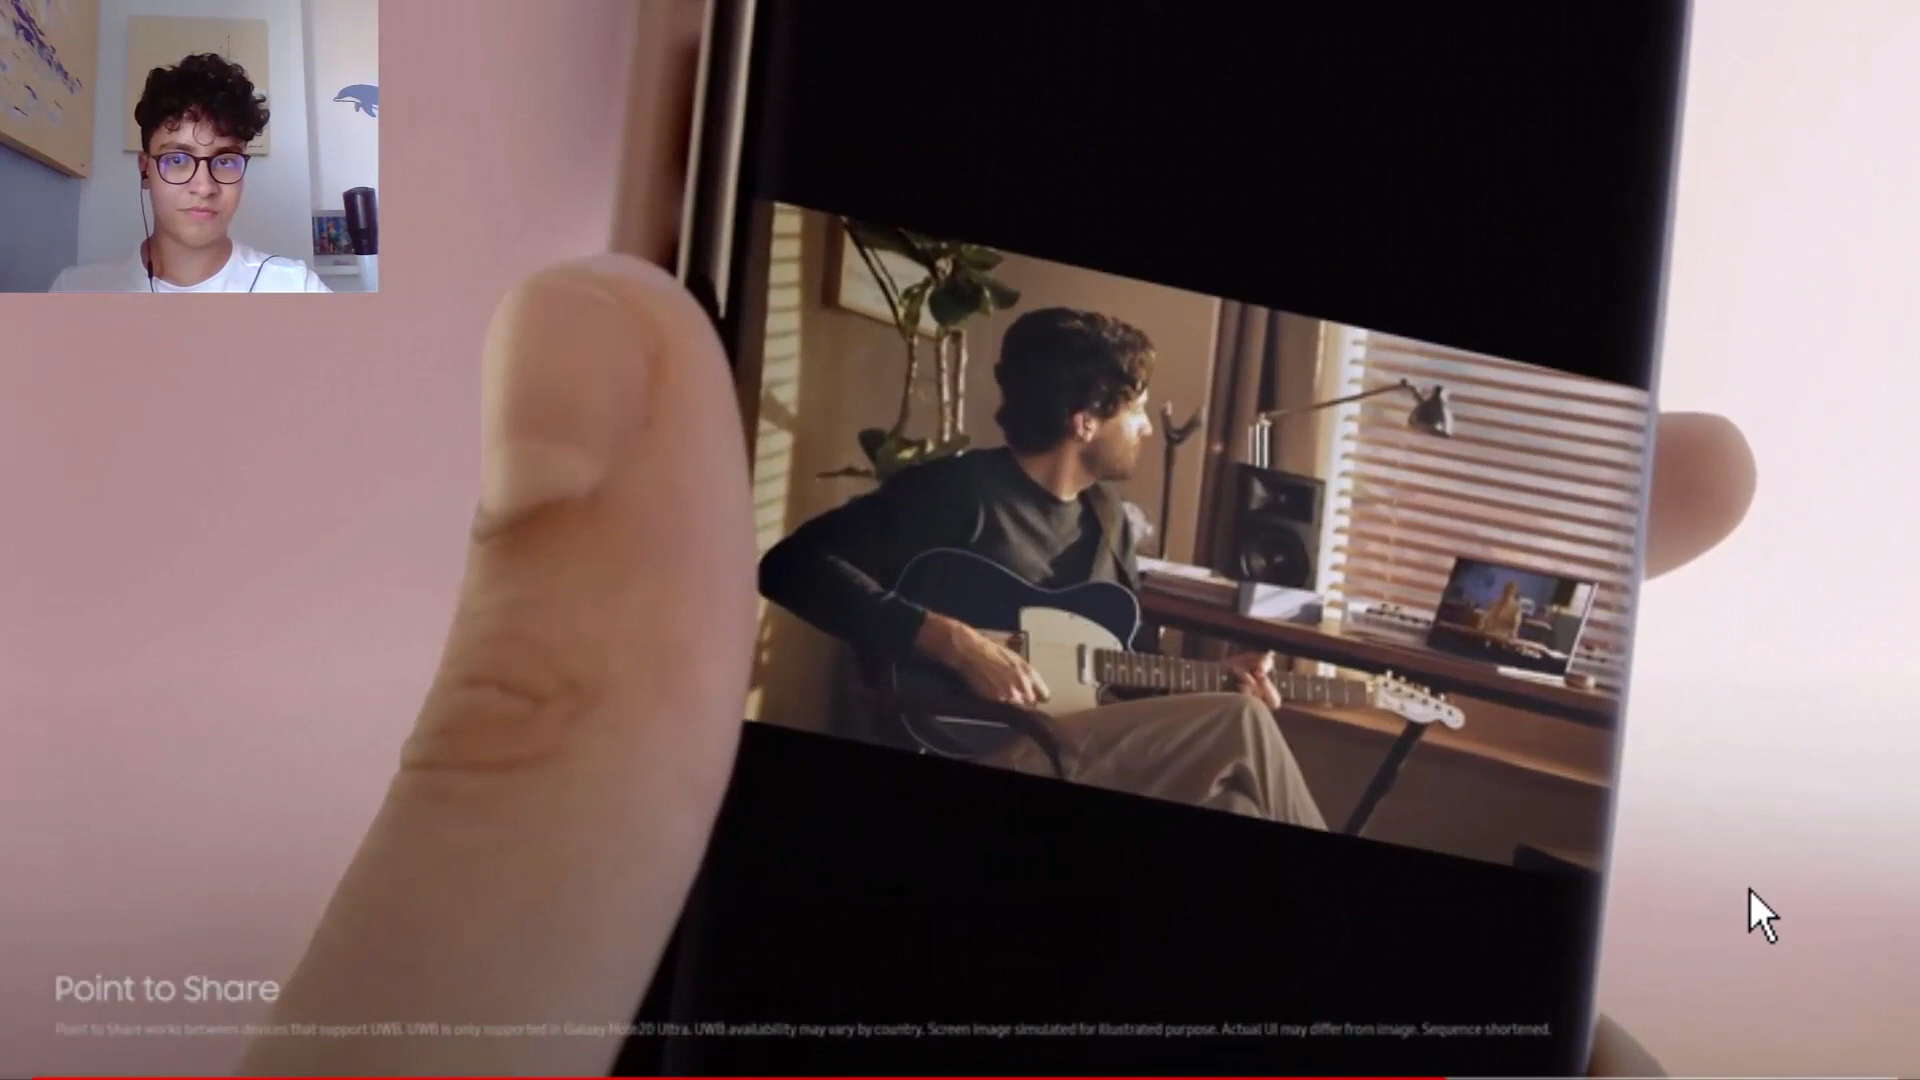 Point to Share
Point to Share works between devices that support UWB. UWB is only supported in Galaxy Note20 Ultra. UWB availability may vary by country. Screen image simulated for illustrated purpose. Actual UI may differ from image. Sequence shortened.